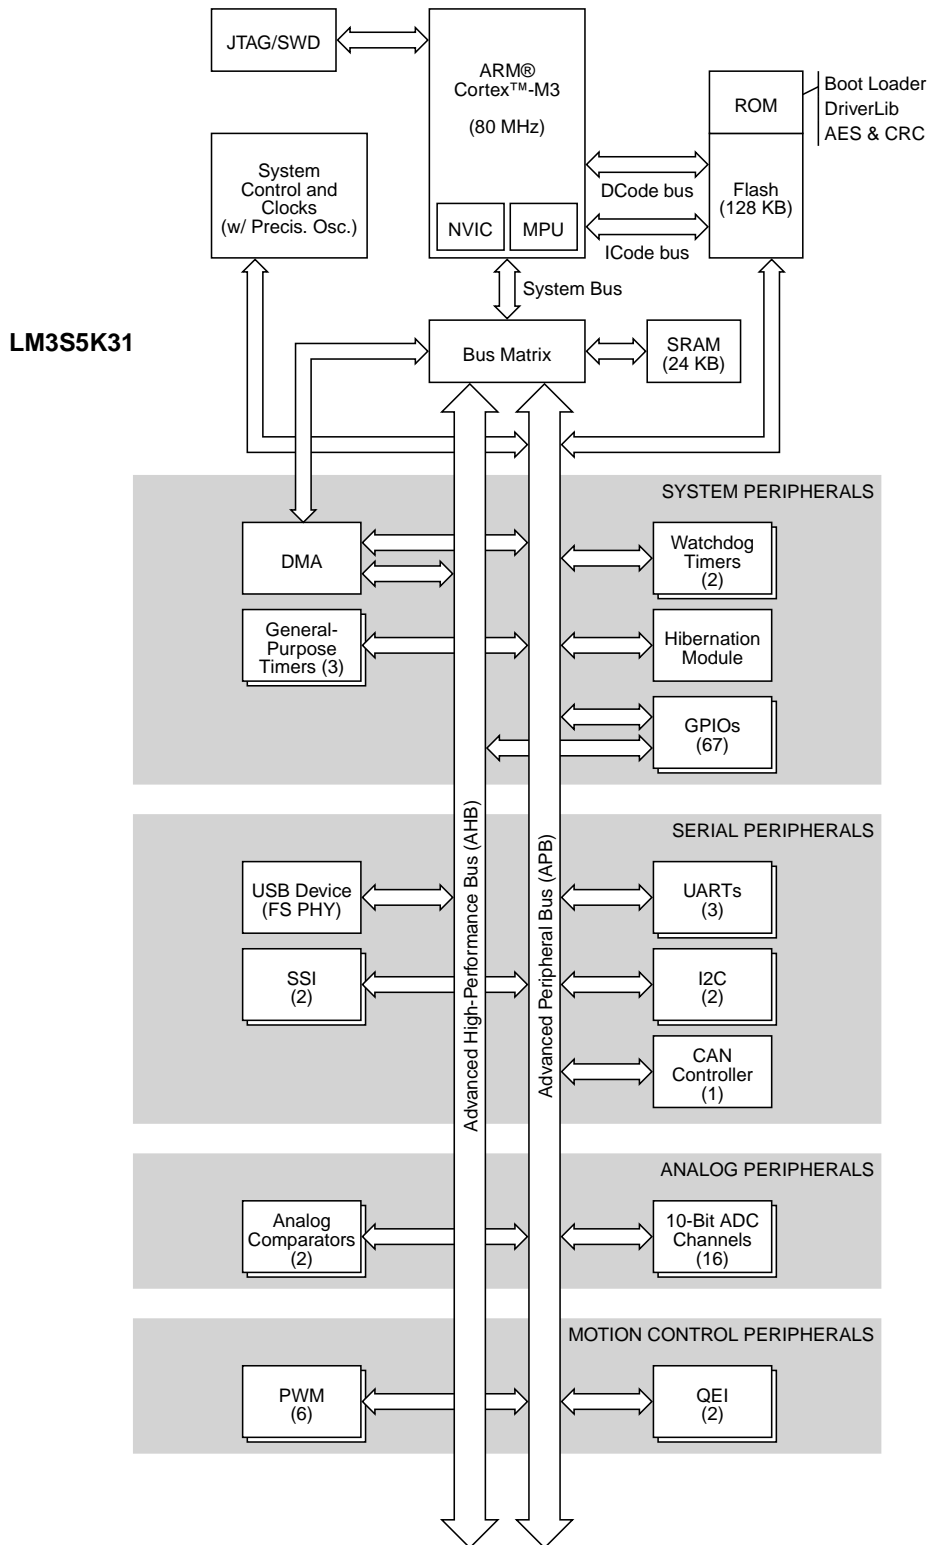 JTAG/SWD
ARM®
Cortex™-M3
(80 MHz)
NVIC
MPU
ROM
Boot Loader
DriverLib
AES & CRC
Flash
(128 KB)
DCode bus
ICode bus
System
Control and
Clocks
(w/ Precis. Osc.)
System Bus
LM3S5K31
Bus Matrix
SRAM
(24 KB)
SYSTEM PERIPHERALS
DMA
Watchdog
Timers
(2)
General-
Purpose
Timers (3)
Hibernation
Module
GPIOs
(67)
Advanced High-Performance Bus (AHB)
Advanced Peripheral Bus (APB)
SERIAL PERIPHERALS
USB Device
(FS PHY)
UARTs
(3)
SSI
(2)
I2C
(2)
CAN
Controller
(1)
ANALOG PERIPHERALS
Analog
Comparators
(2)
10-Bit ADC
Channels
(16)
MOTION CONTROL PERIPHERALS
PWM
(6)
QEI
(2)